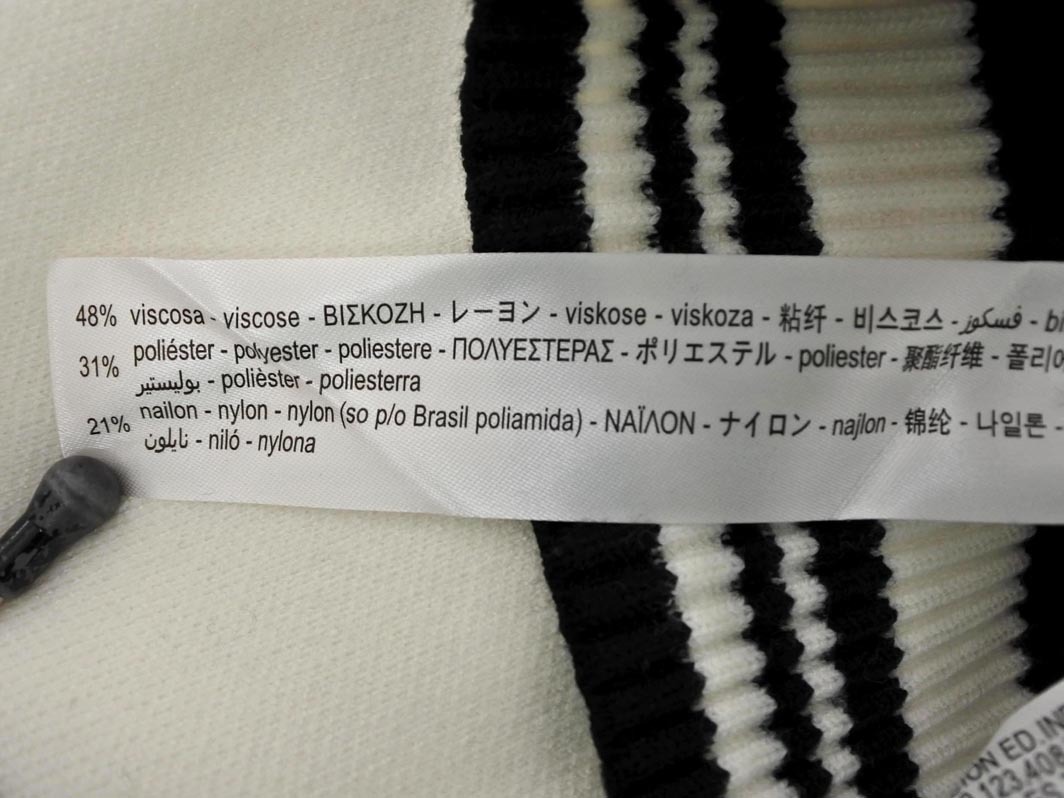 48% viscosa - viscose - ΒΙΣΚΟΖΗ - レーヨン - viskose - viskoza - 粘纤 - 비스코스 - فسكوز -
31% poliéster - polyester - poliestere - ΠΟΛΥΕΣΤΕΡΑΣ - ポリエステル - poliester - 聚酯纤维 -
بوليستير - polièster - poliesterra
21% nailon - nylon - nylon (so p/o Brasil poliamida) - ΝΑΪΛΟΝ - ナイロン - najlon - 锦纶 - 나일론 -
نايلون - niló - nylona
ED.